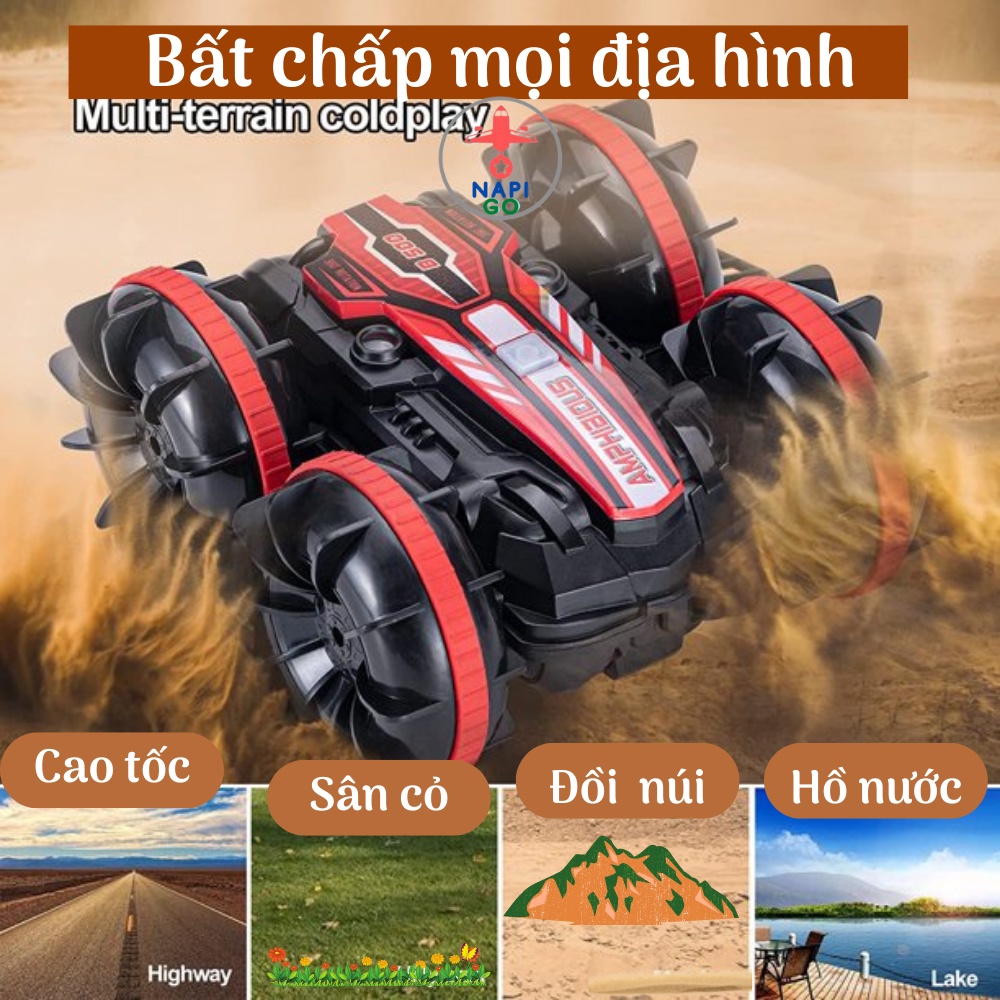 Bất chấp mọi địa hình
Multi-terrain coldplay
NAPI
GO
B 500
AMPHIBIOUS
Cao tốc
Sân cỏ
Đồi núi
Hồ nước
Highway
Lake